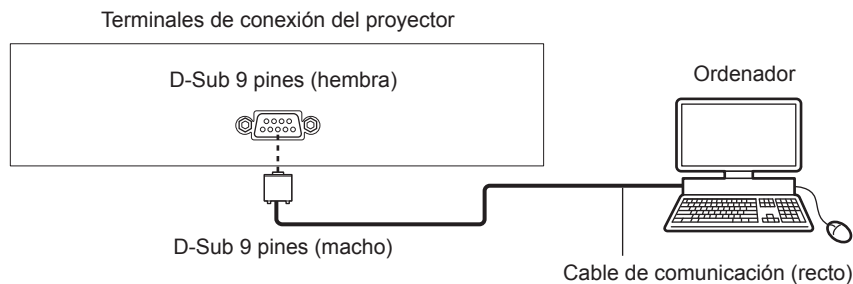 Terminales de conexión del proyector
D-Sub 9 pines (hembra)
Ordenador
D-Sub 9 pines (macho)
Cable de comunicación (recto)